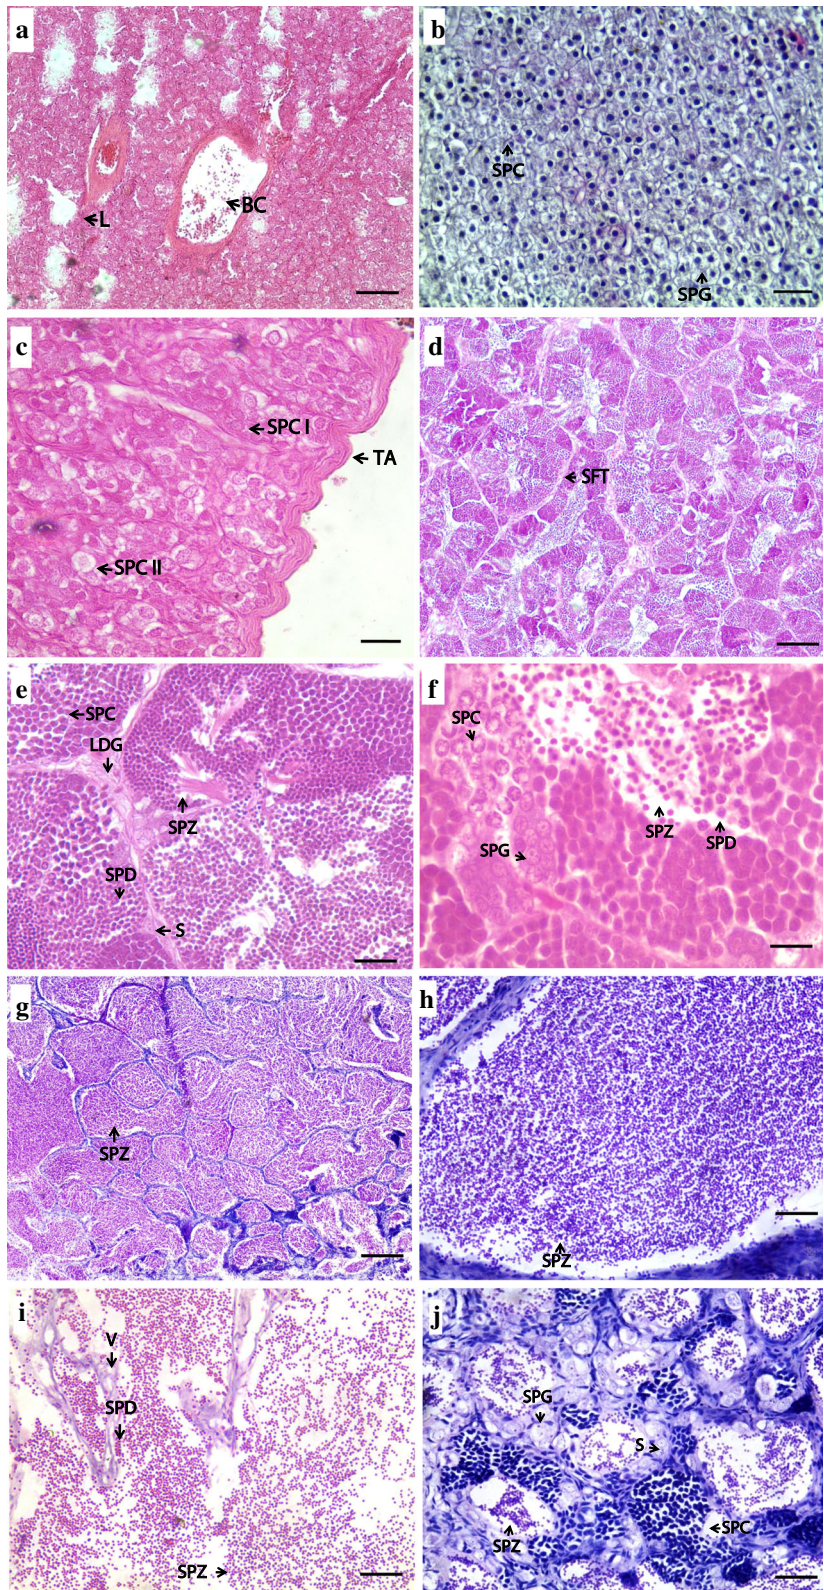 a
L
BC
b
SPC
SPG
c
SPC I
TA
SPC II
d
SFT
e
SPC
LDG
SPZ
SPD
S
f
SPC
SPZ
SPD
SPG
g
SPZ
h
SPZ
i
V
SPD
SPZ
j
SPG
S
SPZ
SPC